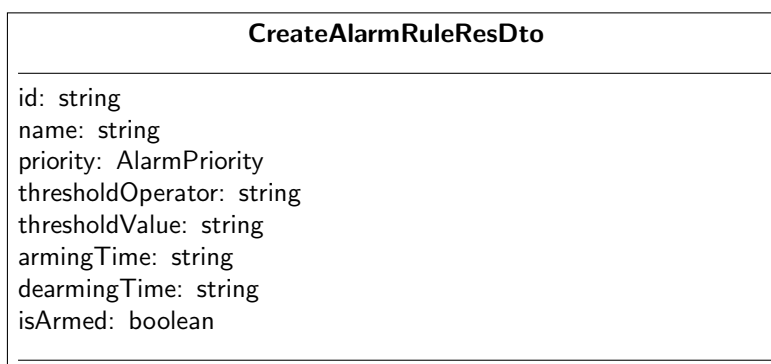 CreateAlarmRuleResDto
id: string
name: string
priority: AlarmPriority
thresholdOperator: string
thresholdValue: string
armingTime: string
dearmingTime: string
isArmed: boolean